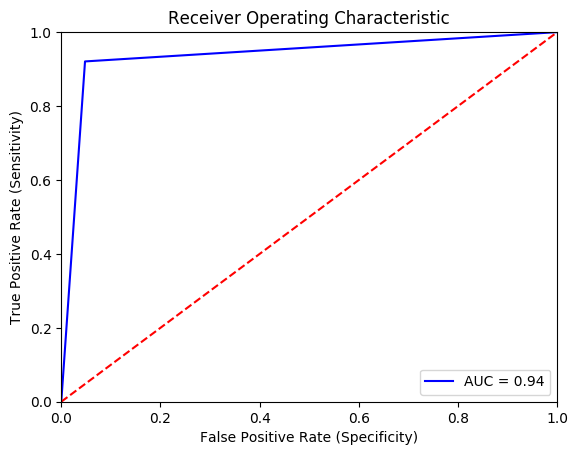 Receiver Operating Characteristic
1.0
0.8
0.6
0.4
0.2
0.0
True Positive Rate (Sensitivity)
AUC = 0.94
0.0 0.2 0.4 0.6 0.8 1.0
False Positive Rate (Specificity)